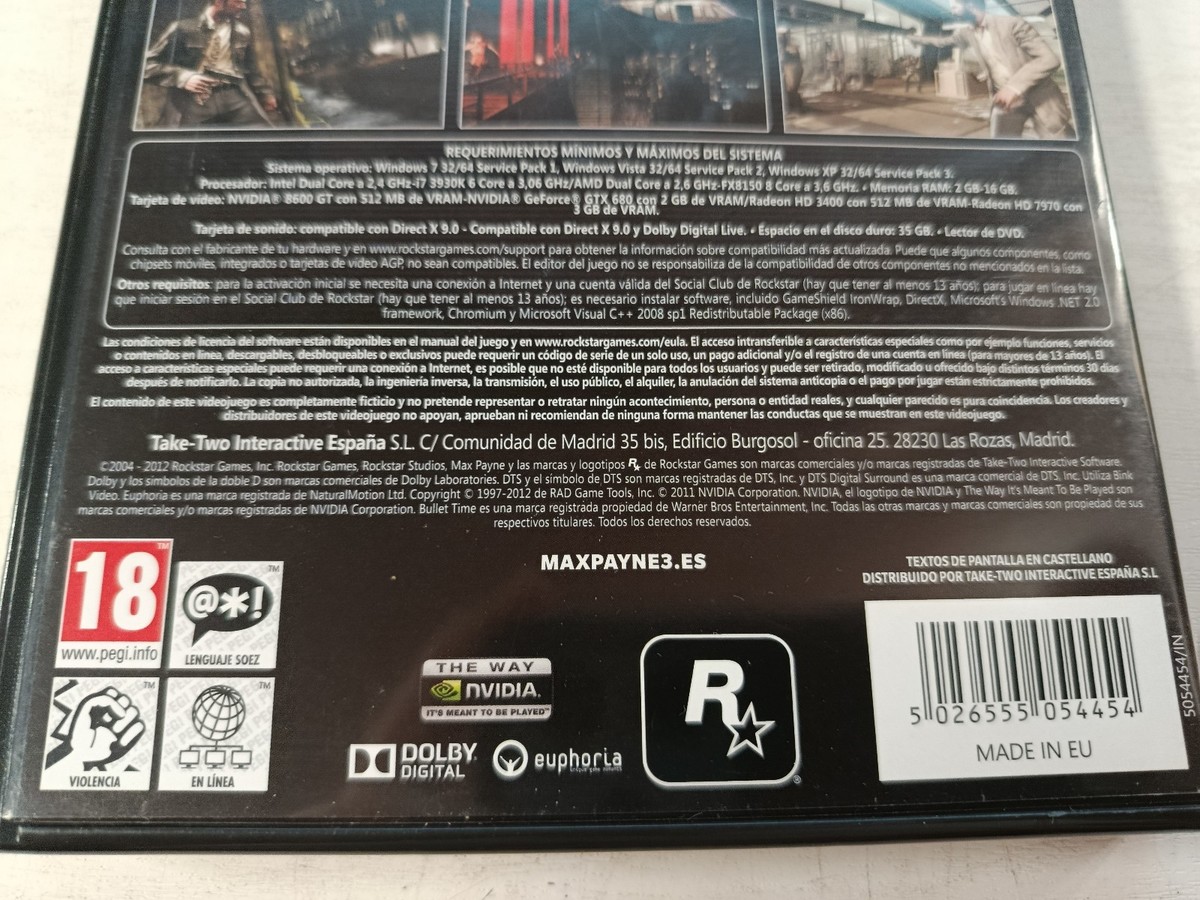 REQUERIMIENTOS MÍNIMOS Y MÁXIMOS DEL SISTEMA
Sistema operativo: Windows 7 32/64 Service Pack 1, Windows Vista 32/64 Service Pack 2, Windows XP 32/64 Service Pack 3.
Procesador: Intel Dual Core a 2,4 GHz-i7 3930K 6 Core a 3,06 GHz/AMD Dual Core a 2,6 GHz-FX8150 8 Core a 3,6 GHz. • Memoria RAM: 2 GB-16 GB.
Tarjeta de video: NVIDIA® 8600 GT con 512 MB de VRAM-NVIDIA® GeForce® GTX 680 con 2 GB de VRAM/Radeon HD 3400 con 512 MB de VRAM-Radeon HD 7970 con
3 GB de VRAM.
Tarjeta de sonido: compatible con Direct X 9.0 - Compatible con Direct X 9.0 y Dolby Digital Live. • Espacio en el disco duro: 35 GB. • Lector de DVD.
Consulta con el fabricante de tu hardware y en www.rockstargames.com/support para obtener la información sobre compatibilidad más actualizada. Puede que algunos componentes, como
chipsets móviles, integrados o tarjetas de video AGP, no sean compatibles. El editor del juego no se responsabiliza de la compatibilidad de otros componentes no mencionados en la lista.
Otros requisitos: para la activación inicial se necesita una conexión a Internet y una cuenta válida del Social Club de Rockstar (hay que tener al menos 13 años); para jugar en línea hay
que iniciar sesión en el Social Club de Rockstar (hay que tener al menos 13 años); es necesario instalar software, incluido GameShield IronWrap, DirectX, Microsoft's Windows .NET 2.0
framework, Chromium y Microsoft Visual C++ 2008 sp1 Redistributable Package (x86).
Las condiciones de licencia del software están disponibles en el manual del juego y en www.rockstargames.com/eula. El acceso intransferible a características especiales como por ejemplo funciones, servicios
o contenidos en línea, descargables, desbloqueables o exclusivos puede requerir un código de serie de un solo uso, un pago adicional y/o el registro de una cuenta en línea (para mayores de 13 años). El
acceso a características especiales puede requerir una conexión a Internet, es posible que no esté disponible para todos los usuarios y puede ser retirado, modificado u ofrecido bajo distintos términos 30 días
después de notificarlo. La copia no autorizada, la ingeniería inversa, la transmisión, el uso público, el alquiler, la anulación del sistema anticopia o el pago por jugar están estrictamente prohibidos.
El contenido de este videojuego es completamente ficticio y no pretende representar o retratar ningún acontecimiento, persona o entidad reales, y cualquier parecido es pura coincidencia. Los creadores y
distribuidores de este videojuego no apoyan, aprueban ni recomiendan de ninguna forma mantener las conductas que se muestran en este videojuego.
Take-Two Interactive España S.L. C/ Comunidad de Madrid 35 bis, Edificio Burgosol - oficina 25. 28230 Las Rozas, Madrid.
©2004 - 2012 Rockstar Games, Inc. Rockstar Games, Rockstar Studios, Max Payne y las marcas y logotipos R★ de Rockstar Games son marcas comerciales y/o marcas registradas de Take-Two Interactive Software.
Dolby y los símbolos de la doble D son marcas comerciales de Dolby Laboratories. DTS y el símbolo de DTS son marcas registradas de DTS, Inc. y DTS Digital Surround es una marca comercial de DTS, Inc. Utiliza Bink
Video. Euphoria es una marca registrada de NaturalMotion Ltd. Copyright © 1997-2012 de RAD Game Tools, Inc. © 2011 NVIDIA Corporation. NVIDIA, el logotipo de NVIDIA y The Way It's Meant To Be Played son
marcas comerciales y/o marcas registradas de NVIDIA Corporation. Bullet Time es una marca registrada propiedad de Warner Bros Entertainment, Inc. Todas las otras marcas y marcas comerciales son propiedad de sus
respectivos titulares. Todos los derechos reservados.
MAXPAYNE3.ES
TEXTOS DE PANTALLA EN CASTELLANO
DISTRIBUIDO POR TAKE-TWO INTERACTIVE ESPAÑA S.L
18
TM
www.pegi.info
@*!
TM
LENGUAJE SOEZ
TM
VIOLENCIA
TM
EN LÍNEA
THE WAY
NVIDIA.
IT'S MEANT TO BE PLAYED™
DOLBY
DIGITAL
euphoria
R
®
5 026555 054454
MADE IN EU
5054454/IN